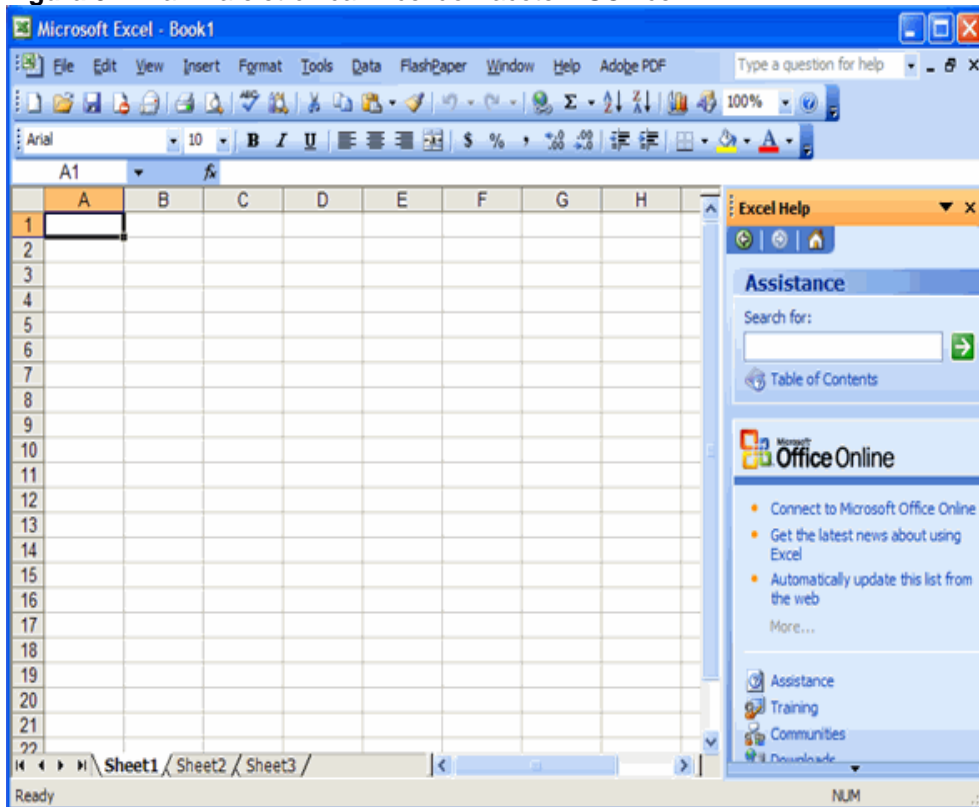 Microsoft Excel - Book1
File Edit View Insert Format Tools Data FlashPaper Window Help Adobe PDF Type a question for help
100%
Arial 10 B I U $ % ,
A1 fx
A B C D E F G H
1
2
3
4
5
6
7
8
9
10
11
12
13
14
15
16
17
18
19
20
21
22
Sheet1 / Sheet2 / Sheet3 /
Ready
NUM
Excel Help
Assistance
Search for:
Table of Contents
Microsoft
Office Online
Connect to Microsoft Office Online
Get the latest news about using
Excel
Automatically update this list from
the web
More...
Assistance
Training
Communities
Downloads